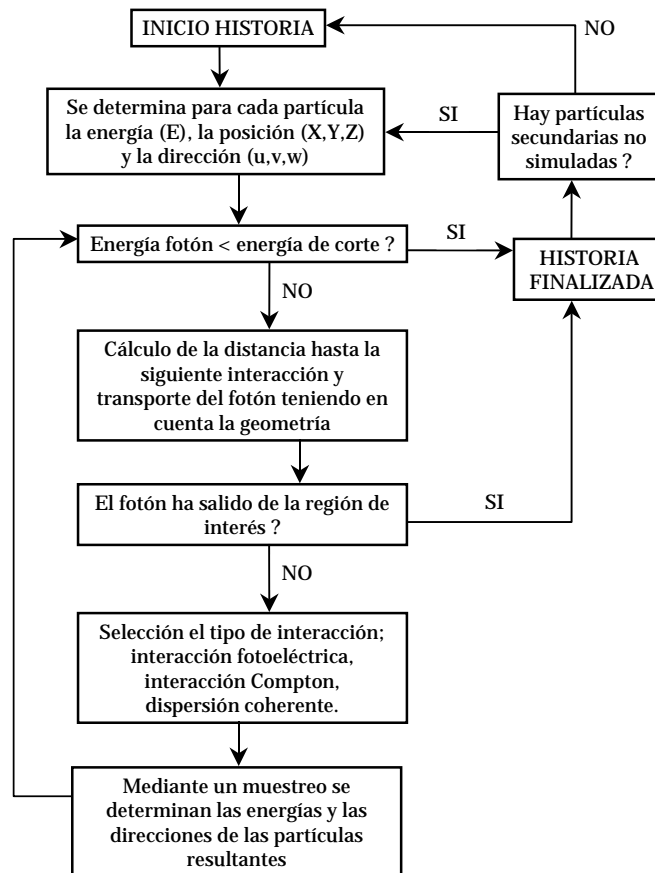 INICIO HISTORIA
NO
Se determina para cada partícula
la energía (E), la posición (X,Y,Z)
y la dirección (u,v,w)
SI
Hay partículas
secundarias no
simuladas ?
Energía fotón < energía de corte ?
SI
HISTORIA
FINALIZADA
NO
Cálculo de la distancia hasta la
siguiente interacción y
transporte del fotón teniendo en
cuenta la geometría
El fotón ha salido de la región de
interés ?
SI
NO
Selección el tipo de interacción;
interacción fotoeléctrica,
interacción Compton,
dispersión coherente.
Mediante un muestreo se
determinan las energías y las
direcciones de las partículas
resultantes